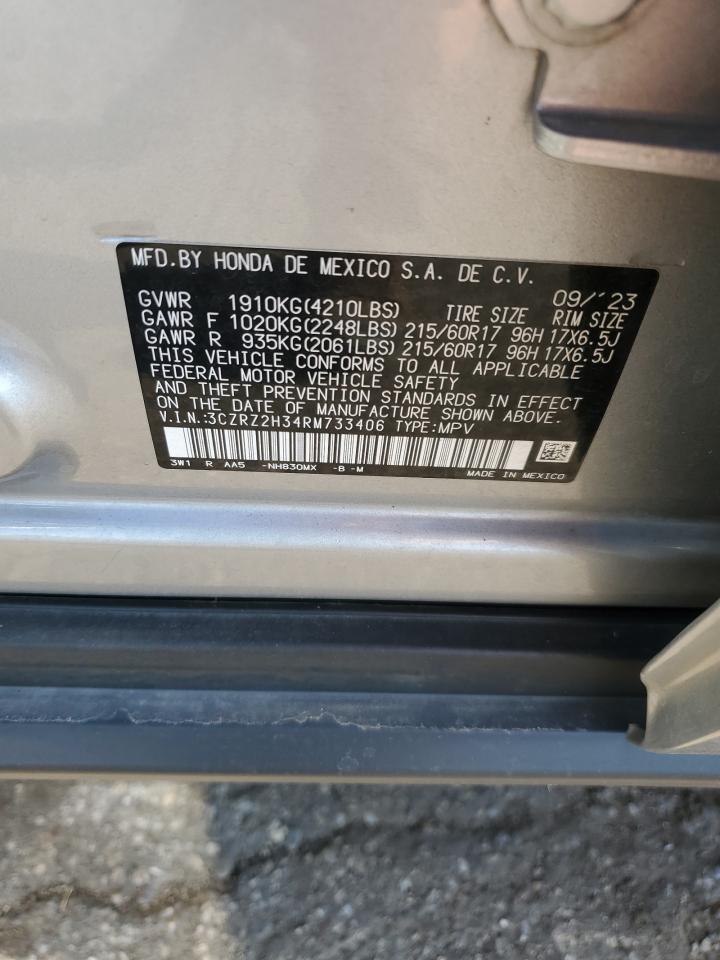 MFD.BY HONDA DE MEXICO S.A. DE C.V.
09/'23
GVWR 1910KG(4210LBS) TIRE SIZE RIM SIZE
GAWR F 1020KG(2248LBS) 215/60R17 96H 17X6.5J
GAWR R 935KG(2061LBS) 215/60R17 96H 17X6.5J
THIS VEHICLE CONFORMS TO ALL APPLICABLE
FEDERAL MOTOR VEHICLE SAFETY
AND THEFT PREVENTION STANDARDS IN EFFECT
ON THE DATE OF MANUFACTURE SHOWN ABOVE.
V.I.N.:3CZRZ2H34RM733406 TYPE:MPV
3W1 R AA5 -NH830MX -B -M MADE IN MEXICO